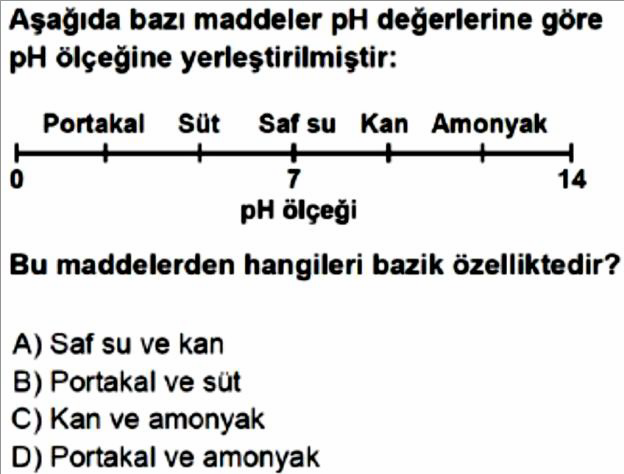 Aşağıda bazı maddeler pH değerlerine göre
pH ölçeğine yerleştirilmiştir:
Portakal Süt Saf su Kan Amonyak
0 7 14
pH ölçeği
Bu maddelerden hangileri bazik özelliktedir?
A) Saf su ve kan
B) Portakal ve süt
C) Kan ve amonyak
D) Portakal ve amonyak